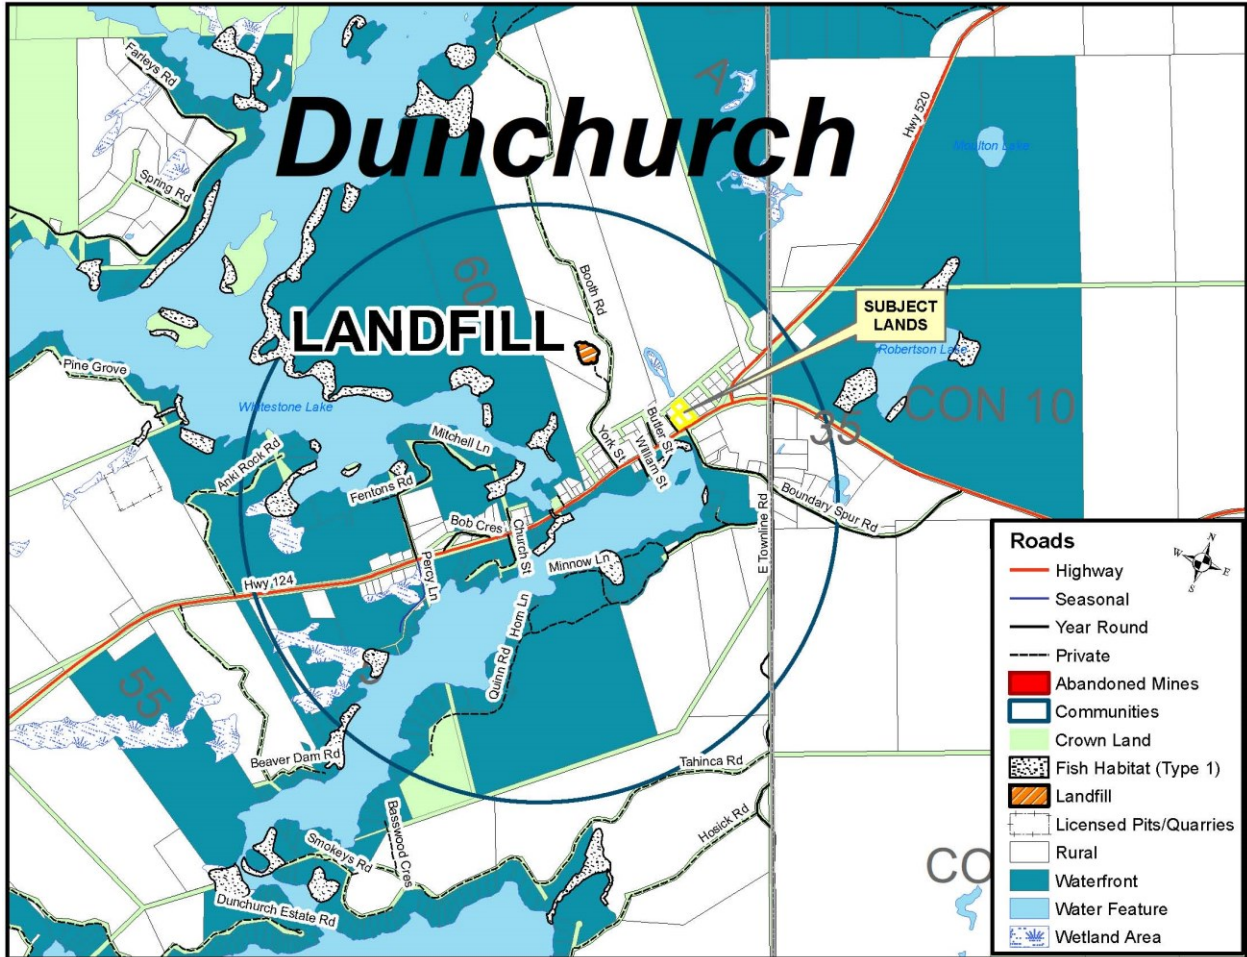 Farleys Rd
Dunchurch
A
Hwy 520
Moulton Lake
Spring Rd
60
Booth Rd
LANDFILL
SUBJECT
LANDS
Robertson Lake
Pine Grove
Whitestone Lake
CON 10
35
Butler St
William St
York St
Mitchell Ln
Anki Rock Rd
Fentons Rd
Boundary Spur Rd
Bob Cres
Church St
E Townline Rd
Percy Ln
Minnow Ln
Hwy 124
Horn Ln
Quinn Rd
55
Beaver Dam Rd
Tahinca Rd
Basswood Cres
Hosick Rd
Smokeys Rd
Dunchurch Estate Rd
CO
Roads
N
W
E
S
Highway
Seasonal
Year Round
Private
Abandoned Mines
Communities
Crown Land
Fish Habitat (Type 1)
Landfill
Licensed Pits/Quarries
Rural
Waterfront
Water Feature
Wetland Area